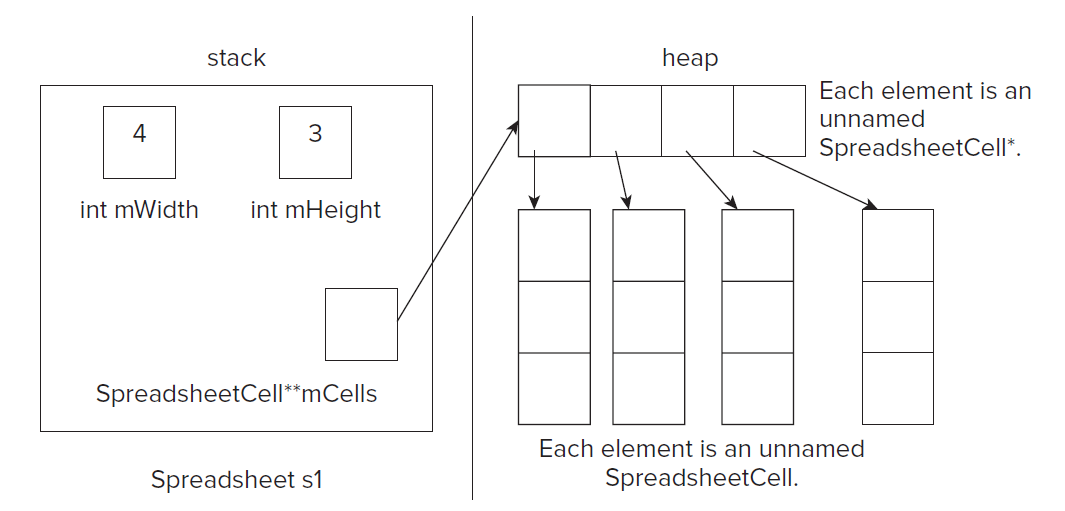 stack
4
3
int mWidth
int mHeight
SpreadsheetCell**mCells
Spreadsheet s1
heap
Each element is an
unnamed
SpreadsheetCell*.
Each element is an unnamed
SpreadsheetCell.